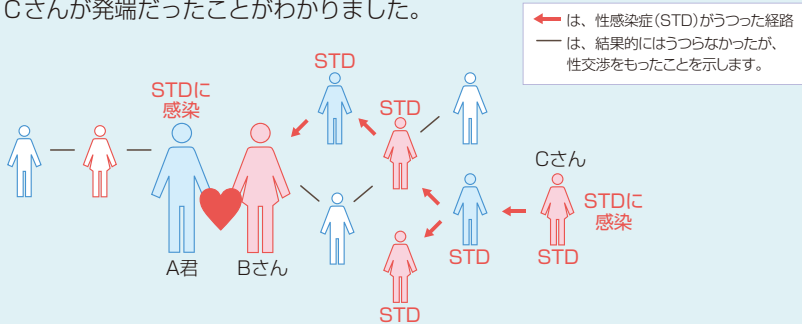 Cさんが発端だったことがわかりました。
は、性感染症(STD)がうつった経路
は、結果的にはうつらなかったが、
性交渉をもったことを示します。
STDに
感染
STD
STD
A君
Bさん
STD
STD
Cさん
STDに
感染
STD